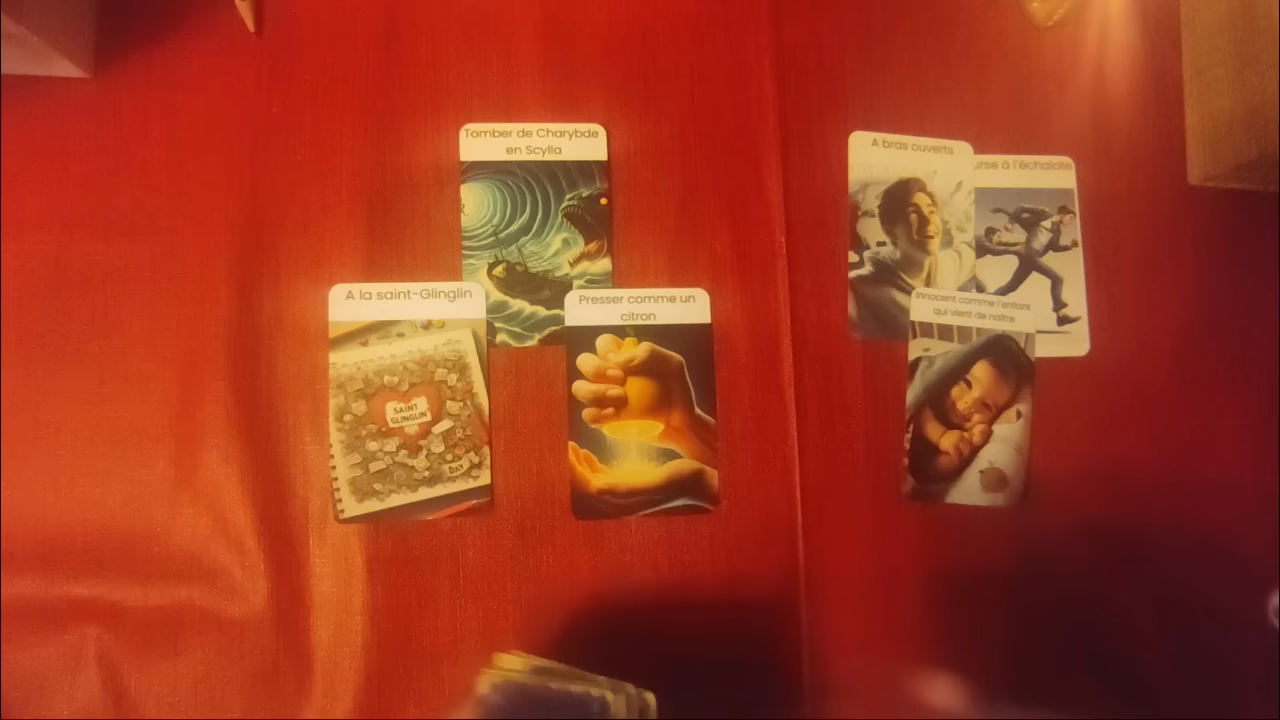 Tomber de Charybde
en Scylla
A la saint-Glinglin
SAINT
GLINGLIN
DAY
Presser comme un
citron
A bras ouverts
à l'échalote
Innocent comme l'enfant
qui vient de naître